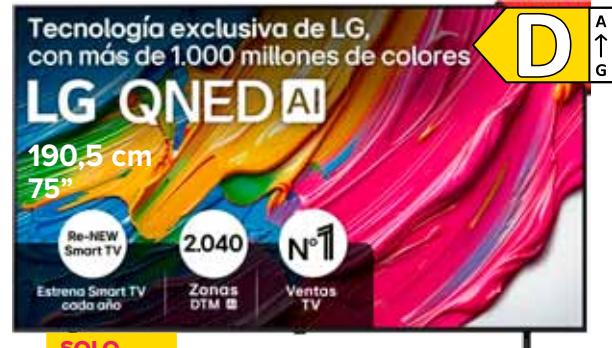 Tecnología exclusiva de LG,
con más de 1.000 millones de colores
LG QNED AI
190,5 cm
75”
Re-NEW
Smart TV
Estrena Smart TV
cada año
2.040
Zonas
DTM AI
Nº1
Ventas
TV
D
A
↑
G
SOLO